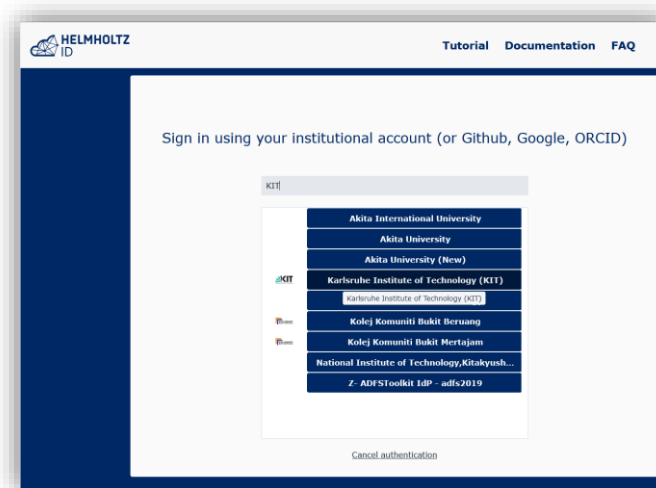 HELMHOLTZ
ID
Tutorial Documentation FAQ
Sign in using your institutional account (or Github, Google, ORCID)
KIT
Akita International University
Akita University
Akita University (New)
KIT Karlsruhe Institute of Technology (KIT)
Karlsruhe Institute of Technology (KIT)
Kolej Komuniti Bukit Beruang
Kolej Komuniti Bukit Mertajam
National Institute of Technology,Kitakyush...
Z- ADFSToolkit IdP - adfs2019
Cancel authentication